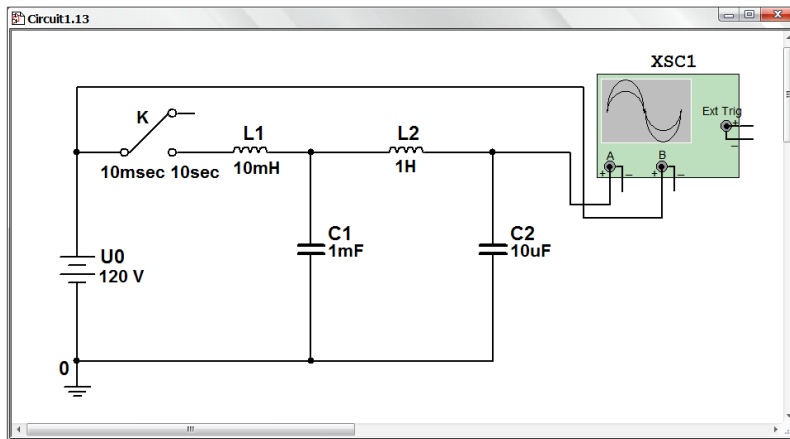 Circuit1.13
XSC1
Ext Trig
+
–
A
B
+ – + –
K
L1
L2
10msec 10sec
10mH
1H
C1
1mF
C2
10uF
U0
120 V
0